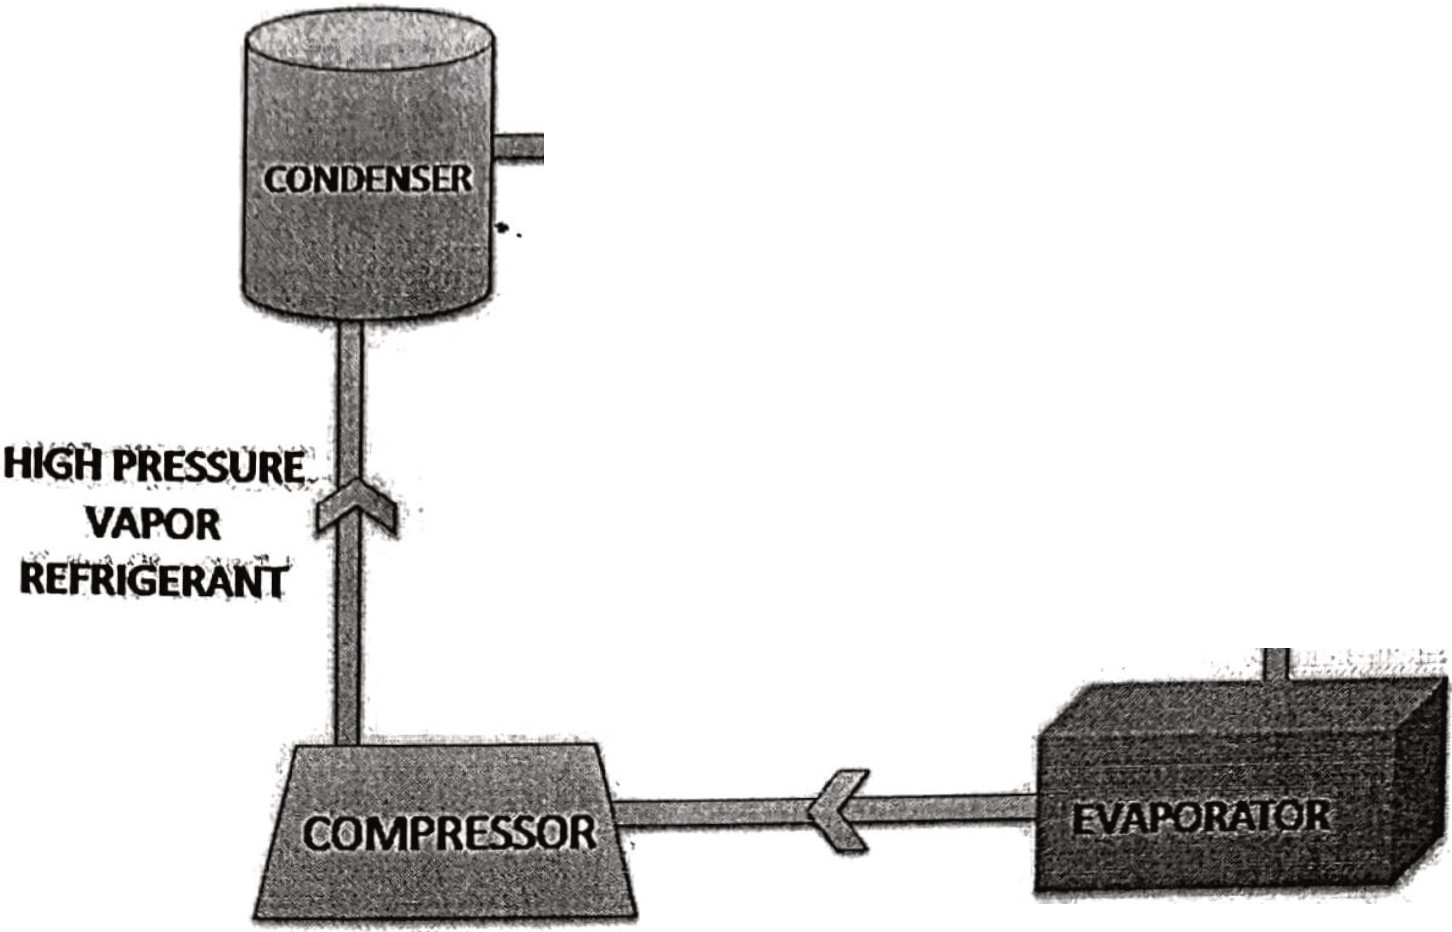 CONDENSER
HIGH PRESSURE
VAPOR
REFRIGERANT
COMPRESSOR
EVAPORATOR